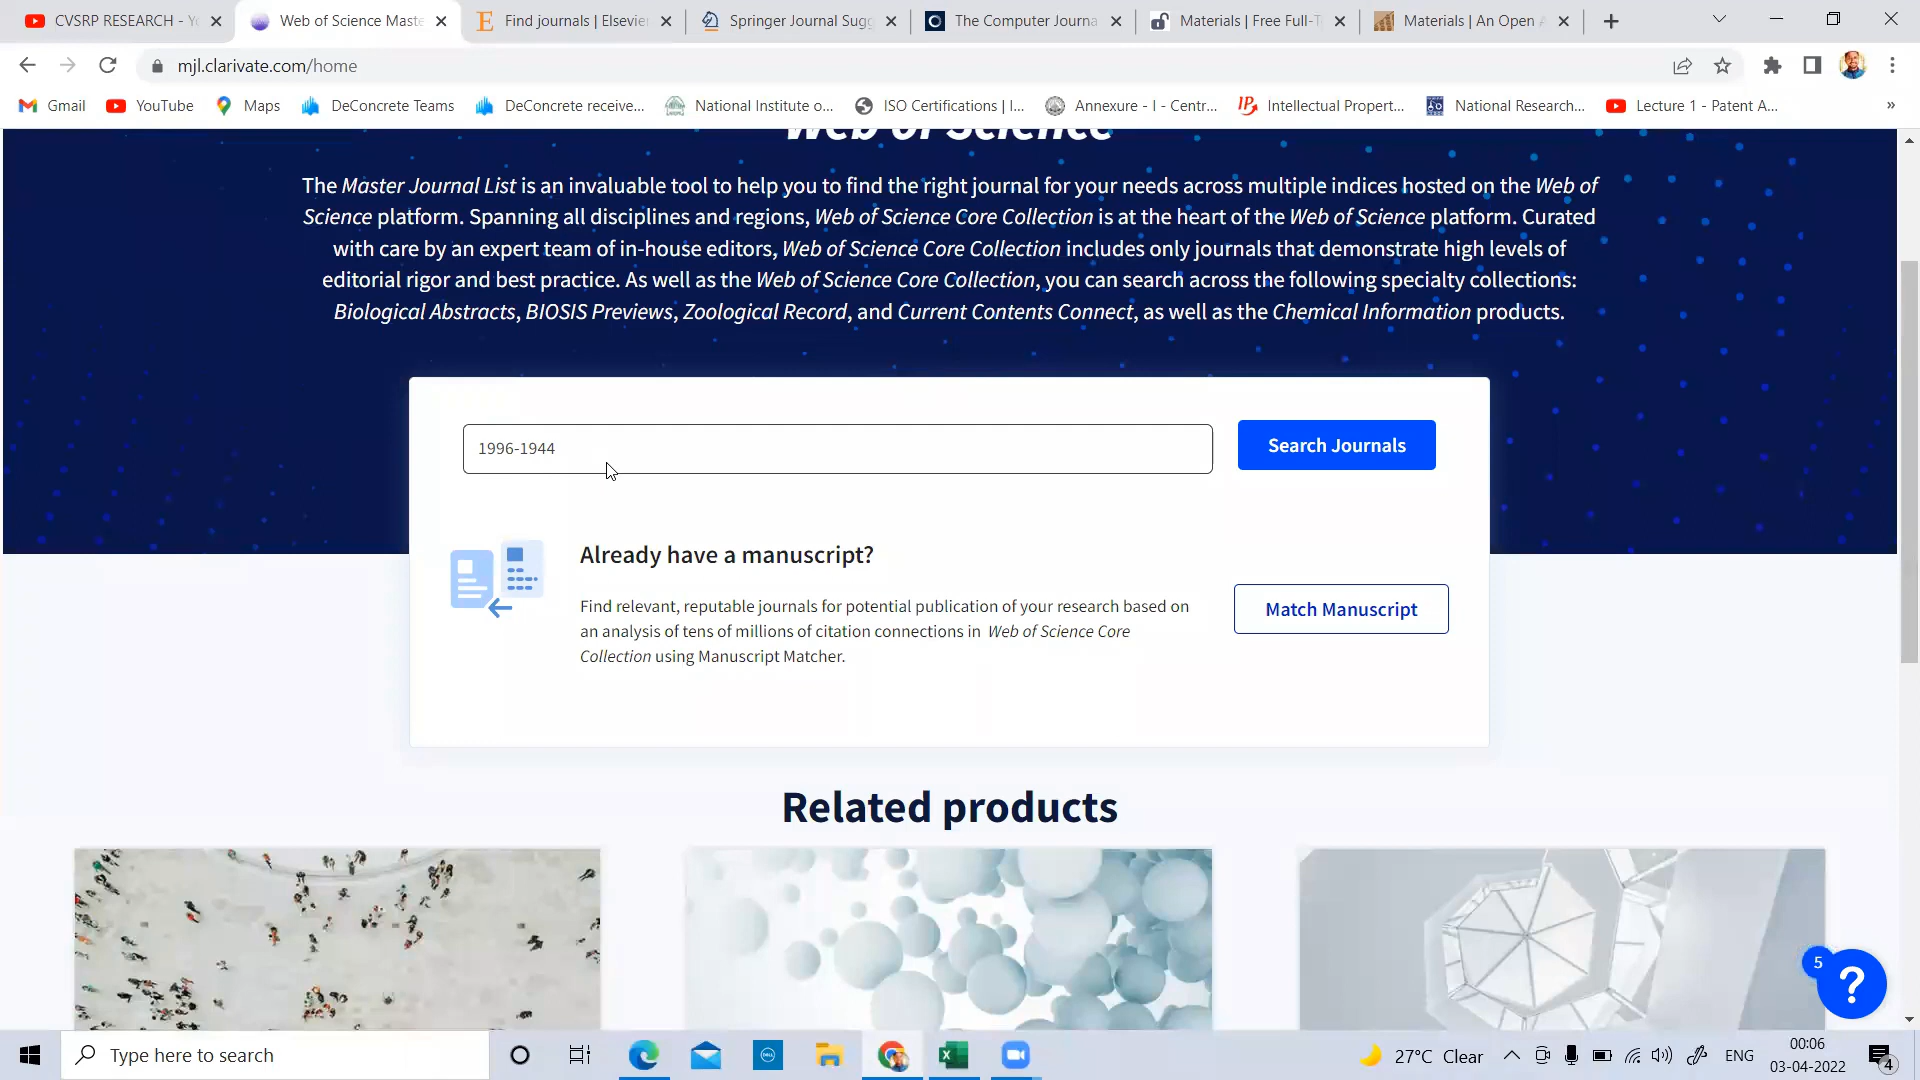 CVSRP RESEARCH - Y
Web of Science Maste
Find journals | Elsevier
Springer Journal Sugg
The Computer Journa
Materials | Free Full-T
Materials | An Open A
mjl.clarivate.com/home
Gmail
YouTube
Maps
DeConcrete Teams
DeConcrete receive...
National Institute o...
ISO Certifications | I...
Annexure - I - Centr...
Intellectual Propert...
National Research...
Lecture 1 - Patent A...
»
Web of Science
The Master Journal List is an invaluable tool to help you to find the right journal for your needs across multiple indices hosted on the Web of
Science platform. Spanning all disciplines and regions, Web of Science Core Collection is at the heart of the Web of Science platform. Curated
with care by an expert team of in-house editors, Web of Science Core Collection includes only journals that demonstrate high levels of
editorial rigor and best practice. As well as the Web of Science Core Collection, you can search across the following specialty collections:
Biological Abstracts, BIOSIS Previews, Zoological Record, and Current Contents Connect, as well as the Chemical Information products.
1996-1944
Search Journals
Already have a manuscript?
Find relevant, reputable journals for potential publication of your research based on
an analysis of tens of millions of citation connections in Web of Science Core
Collection using Manuscript Matcher.
Match Manuscript
Related products
5
?
Type here to search
27°C Clear
ENG
00:06
03-04-2022
4